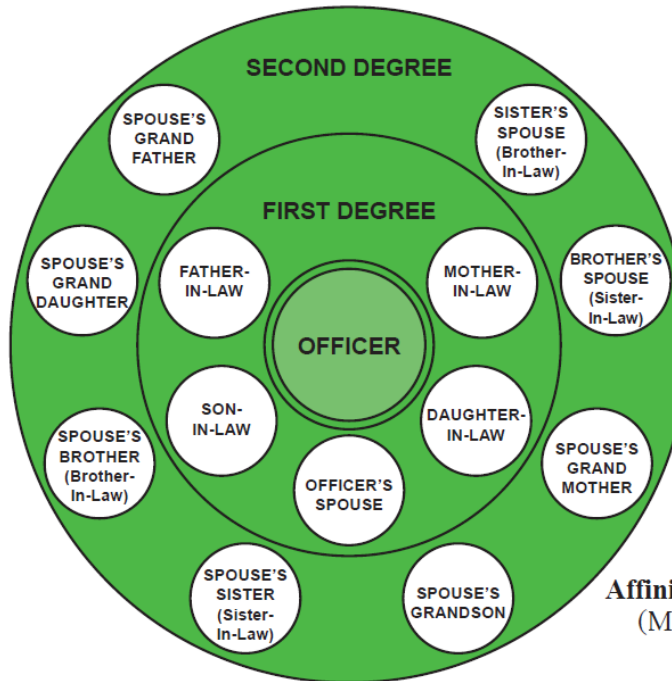 SECOND DEGREE
SPOUSE'S
GRAND
FATHER
SISTER'S
SPOUSE
(Brother-
In-Law)
FIRST DEGREE
SPOUSE'S
GRAND
DAUGHTER
FATHER-
IN-LAW
MOTHER-
IN-LAW
BROTHER'S
SPOUSE
(Sister-
In-Law)
OFFICER
SON-
IN-LAW
DAUGHTER-
IN-LAW
SPOUSE'S
BROTHER
(Brother-
In-Law)
OFFICER'S
SPOUSE
SPOUSE'S
GRAND
MOTHER
SPOUSE'S
SISTER
(Sister-
In-Law)
SPOUSE'S
GRANDSON